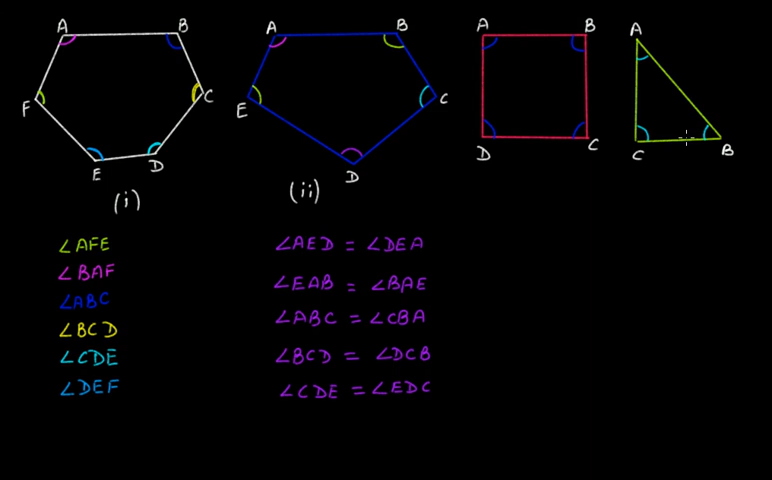 A B
F C
E D
(i)
A B
E C
D
(ii)
A B
D C
A
C B
∠AFE
∠BAF
∠ABC
∠BCD
∠CDE
∠DEF
∠AED = ∠DEA
∠EAB = ∠BAE
∠ABC = ∠CBA
∠BCD = ∠DCB
∠CDE = ∠EDC